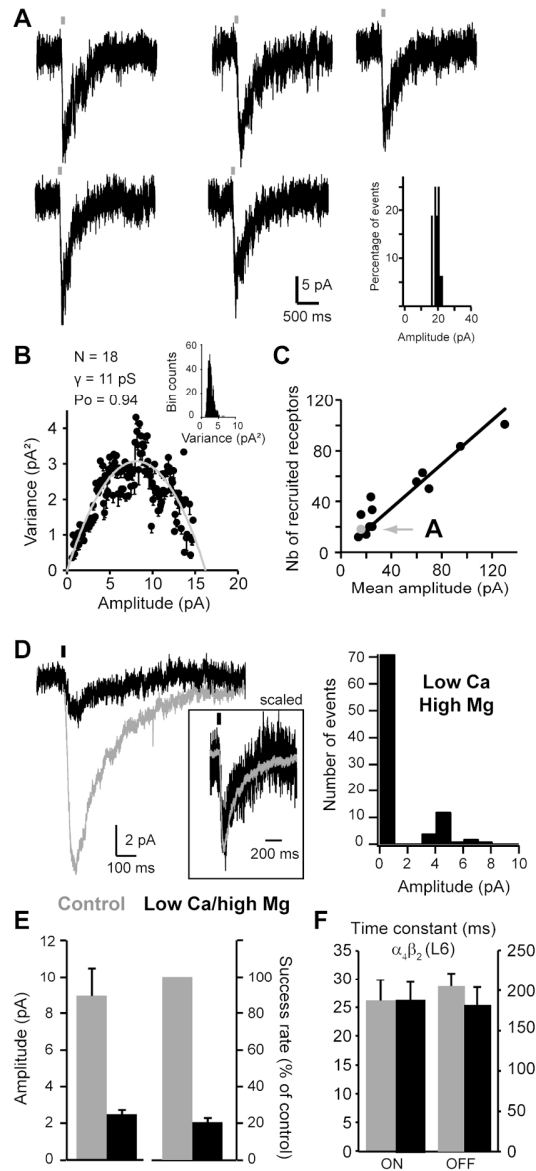 A
5 pA
500 ms
Percentage of events
20
10
0
0 20 40
Amplitude (pA)
B
N = 18
γ = 11 pS
Po = 0.94
Bin counts
60
40
20
0
0 5 10
Variance (pA²)
Variance (pA²)
4
3
2
1
0
0 5 10 15 20
Amplitude (pA)
C
Nb of recruited receptors
120
80
40
0
0 40 80 120
Mean amplitude (pA)
A
D
2 pA
100 ms
scaled
200 ms
Low Ca
High Mg
Number of events
70
60
50
40
30
20
10
0
0 2 4 6 8 10
Amplitude (pA)
Control Low Ca/high Mg
E
Amplitude (pA)
12
10
8
6
4
2
0
100
80
60
40
20
0
Success rate (% of control)
F
Time constant (ms)
α4β2 (L6)
35
30
25
20
15
10
5
0
250
200
150
100
50
0
ON OFF